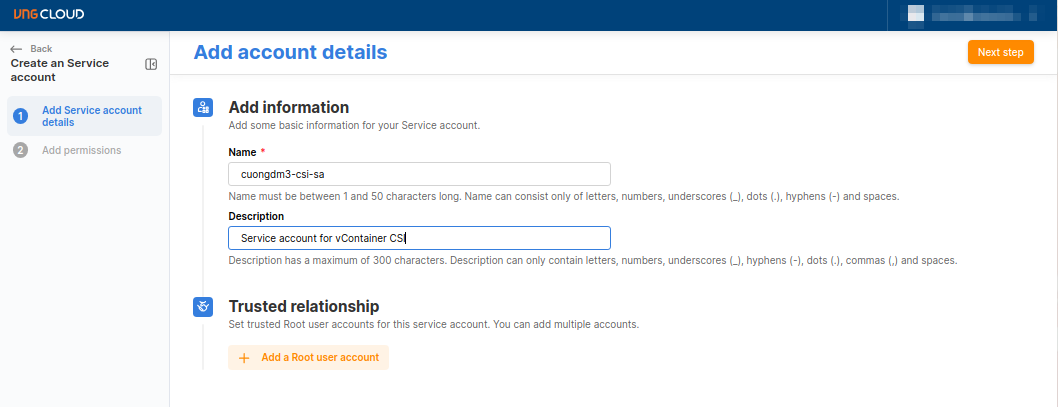 VNG CLOUD
Back
Create an Service
account
1
Add Service account
details
2
Add permissions
Add account details
Next step
Add information
Add some basic information for your Service account.
Name *
cuongdm3-csi-sa
Name must be between 1 and 50 characters long. Name can consist only of letters, numbers, underscores (_), dots (.), hyphens (-) and spaces.
Description
Service account for vContainer CSI
Description has a maximum of 300 characters. Description can only contain letters, numbers, underscores (_), hyphens (-), dots (.), commas (,) and spaces.
Trusted relationship
Set trusted Root user accounts for this service account. You can add multiple accounts.
+ Add a Root user account